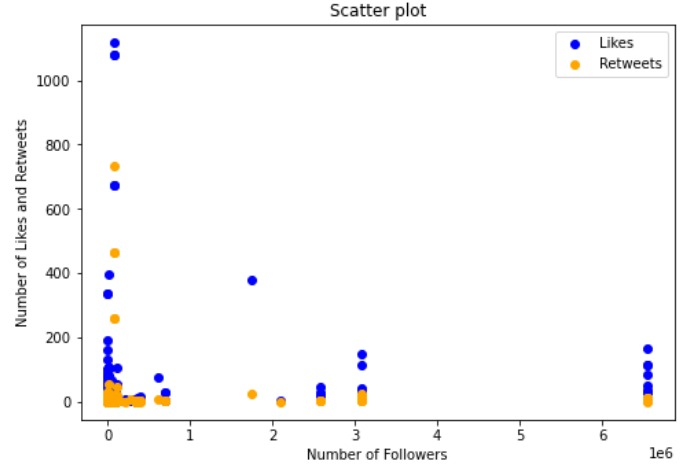 Scatter plot
Likes
Retweets
Number of Likes and Retweets
1000
800
600
400
200
0
0 1 2 3 4 5 6
1e6
Number of Followers